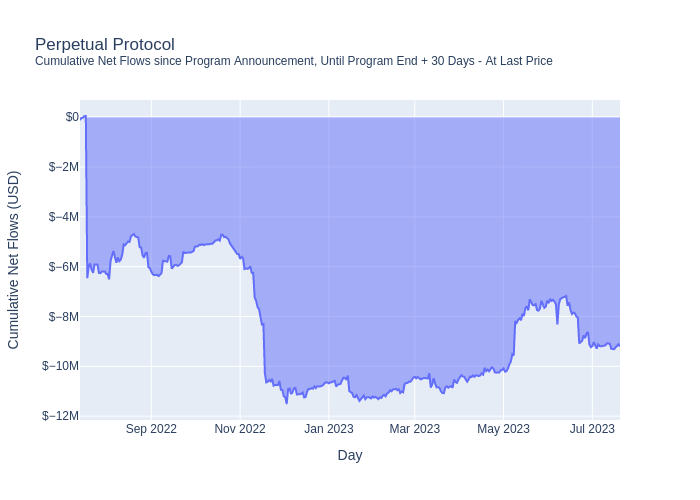 Perpetual Protocol
Cumulative Net Flows since Program Announcement, Until Program End + 30 Days - At Last Price
Cumulative Net Flows (USD)
$0
$−2M
$−4M
$−6M
$−8M
$−10M
$−12M
Sep 2022
Nov 2022
Jan 2023
Mar 2023
May 2023
Jul 2023
Day